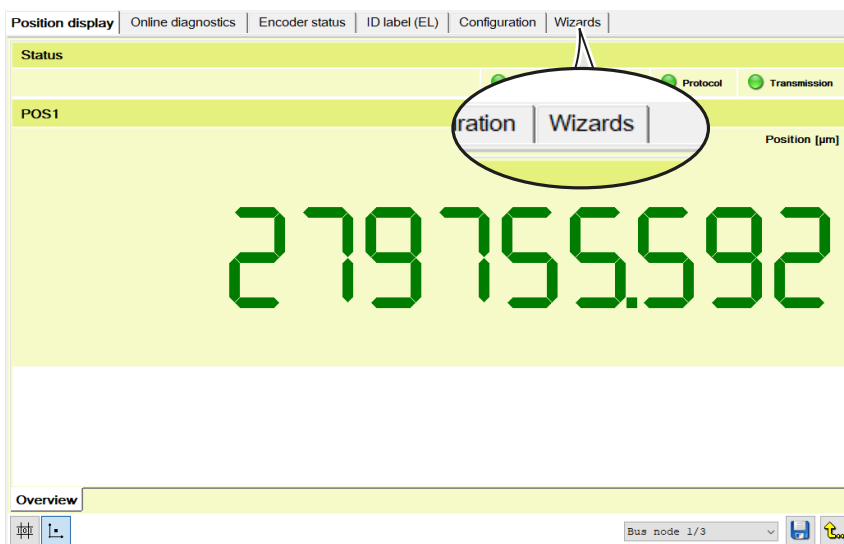 Position display Online diagnostics Encoder status ID label (EL) Configuration Wizards
Status
Protocol Transmission
POS1
ration Wizards
Position [µm]
279755.592
Overview
Bus node 1/3